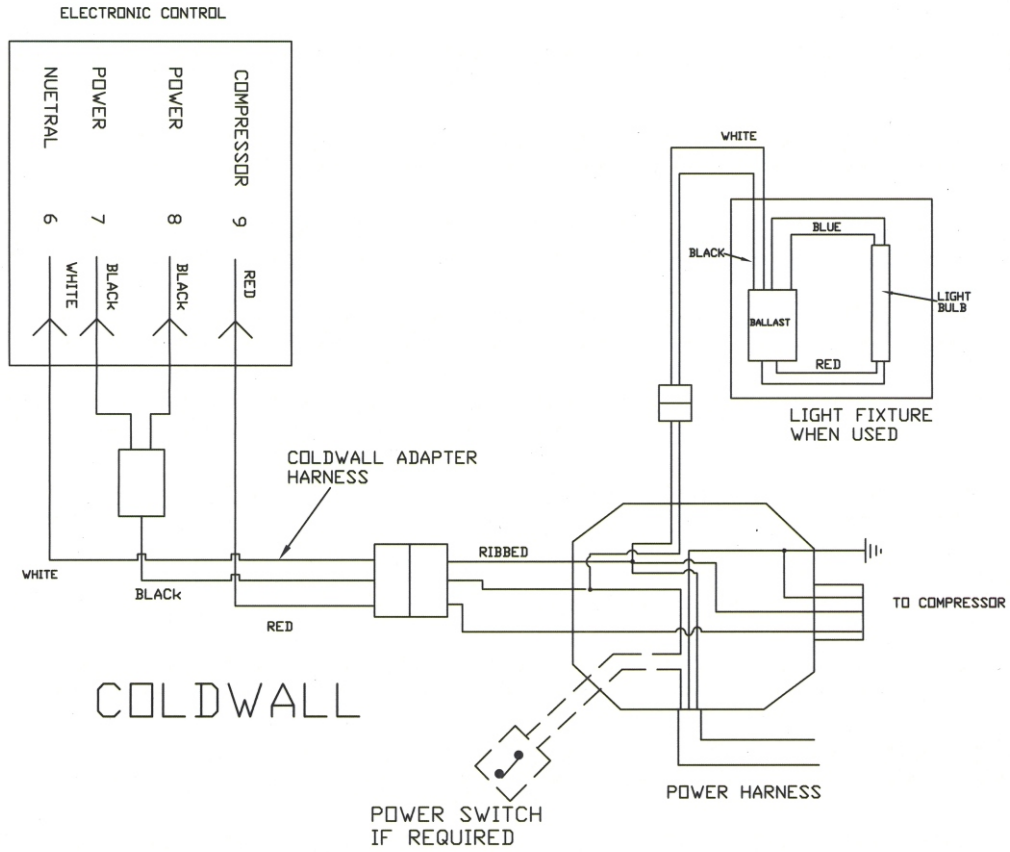 ELECTRONIC CONTROL
NUETRAL
POWER
POWER
COMPRESSOR
6
7
8
9
WHITE
BLACK
BLACK
RED
WHITE
BLACK
BLUE
LIGHT
BULB
BALLAST
RED
LIGHT FIXTURE
WHEN USED
COLDWALL ADAPTER
HARNESS
RIBBED
WHITE
BLACK
RED
TO COMPRESSOR
COLDWALL
POWER HARNESS
POWER SWITCH
IF REQUIRED